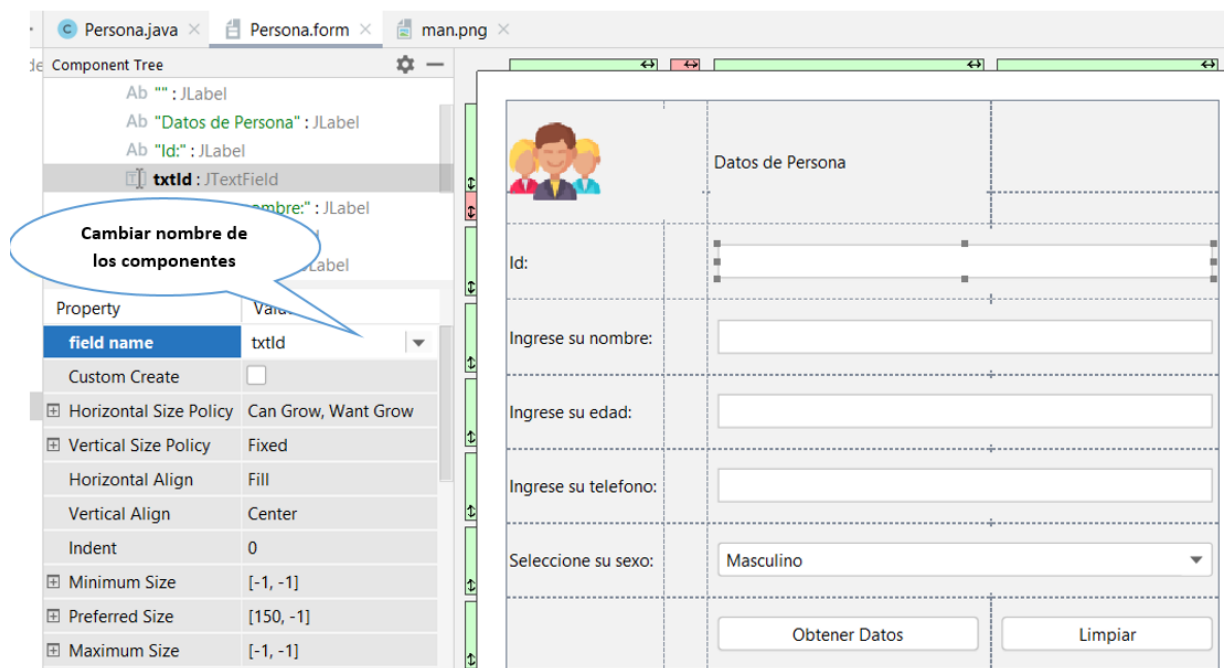 Persona.java
Persona.form
man.png
Component Tree
Ab "" : JLabel
Ab "Datos de Persona" : JLabel
Ab "Id:" : JLabel
txtId : JTextField
ombre:" : JLabel
Label
Cambiar nombre de
los componentes
Property
field name txtId
Custom Create
Horizontal Size Policy Can Grow, Want Grow
Vertical Size Policy Fixed
Horizontal Align Fill
Vertical Align Center
Indent 0
Minimum Size [-1, -1]
Preferred Size [150, -1]
Maximum Size [-1, -1]
Datos de Persona
Id:
Ingrese su nombre:
Ingrese su edad:
Ingrese su telefono:
Seleccione su sexo: Masculino
Obtener Datos Limpiar